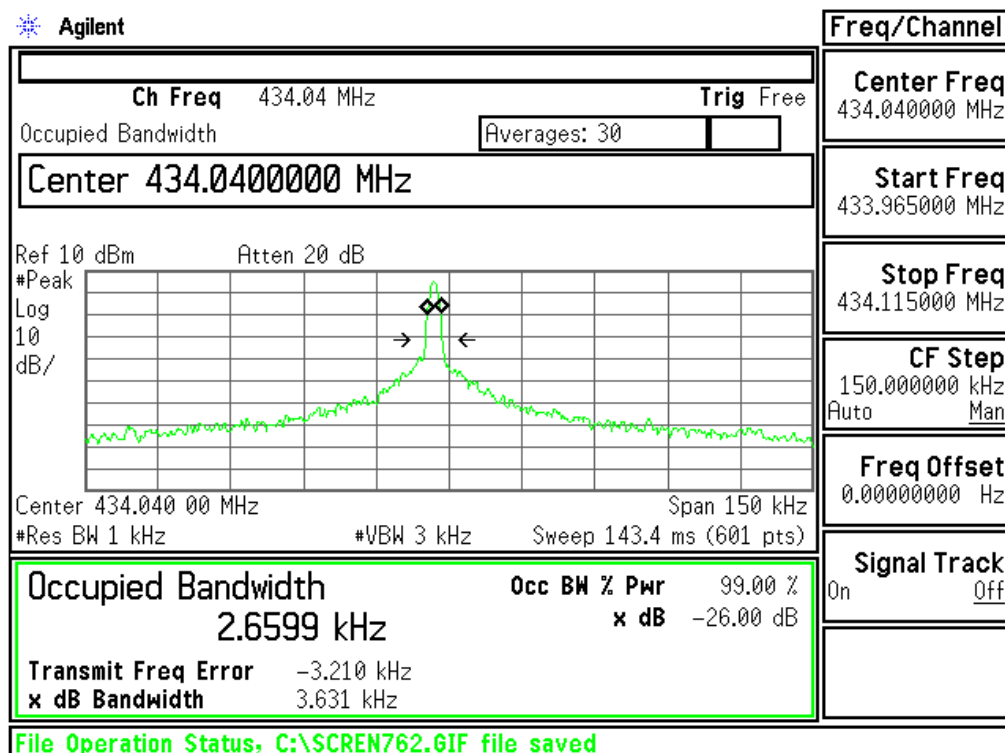 Agilent
Freq/Channel
Ch Freq 434.04 MHz Trig Free
Occupied Bandwidth Averages: 30
Center 434.0400000 MHz
Ref 10 dBm Atten 20 dB
#Peak
Log
10
dB/
Center 434.040 00 MHz Span 150 kHz
#Res BW 1 kHz #VBW 3 kHz Sweep 143.4 ms (601 pts)
Occupied Bandwidth Occ BW % Pwr 99.00 %
2.6599 kHz x dB -26.00 dB
Transmit Freq Error -3.210 kHz
x dB Bandwidth 3.631 kHz
File Operation Status, C:\SCREN762.GIF file saved
Center Freq
434.040000 MHz
Start Freq
433.965000 MHz
Stop Freq
434.115000 MHz
CF Step
150.000000 kHz
Auto Man
Freq Offset
0.00000000 Hz
Signal Track
On Off